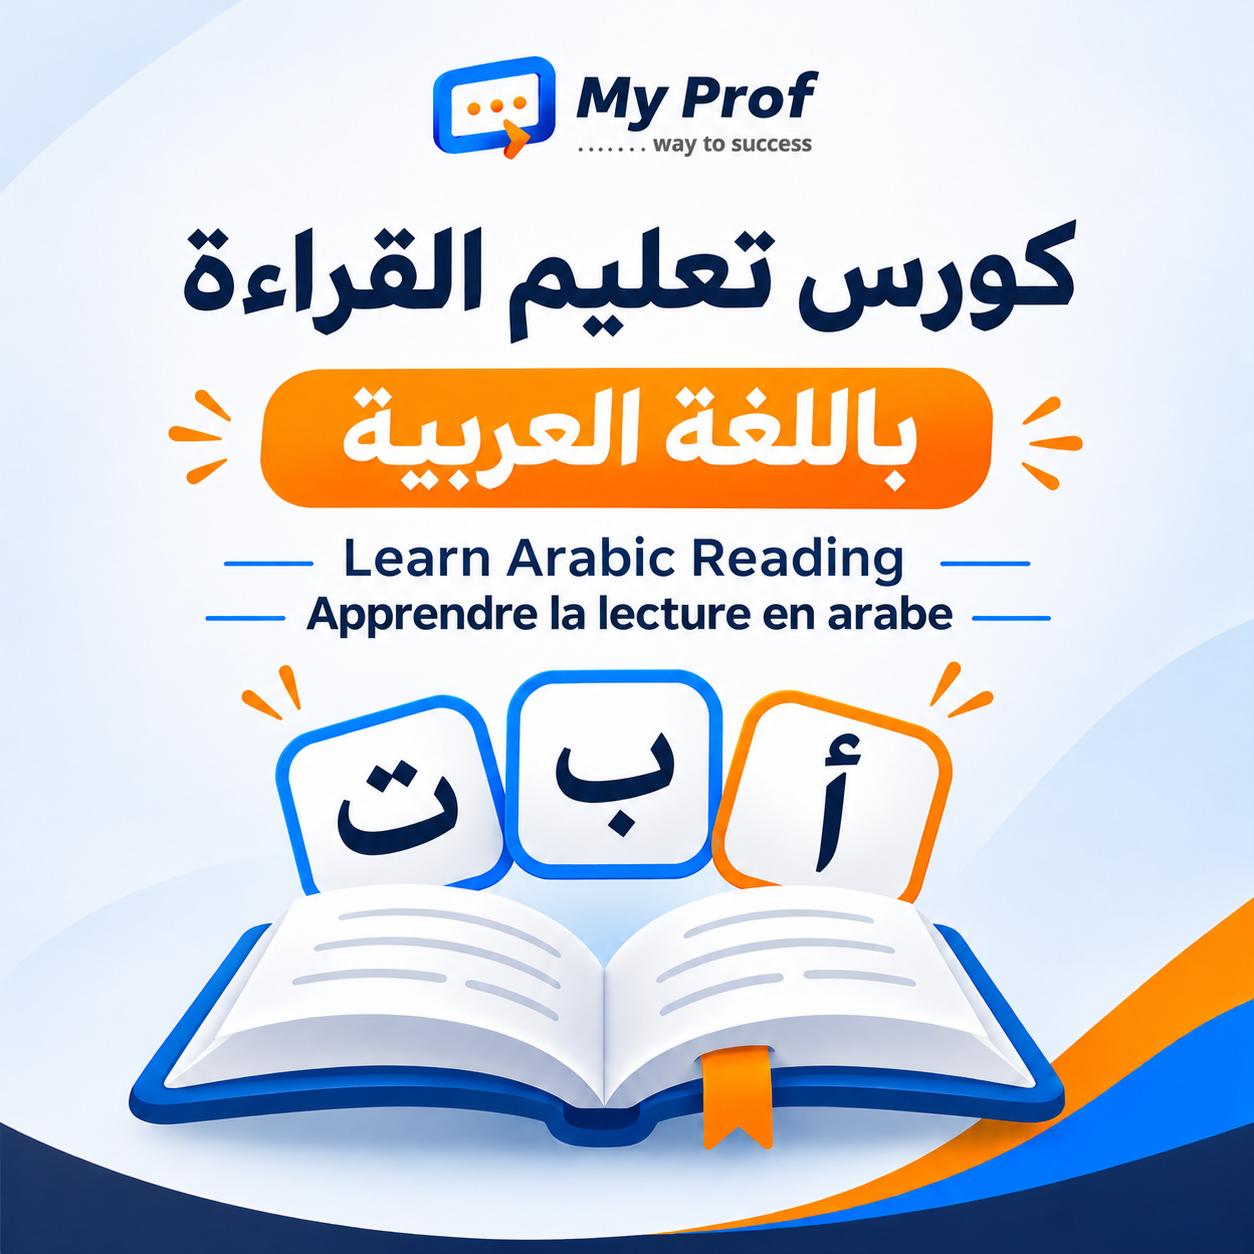 My Prof
....... way to success
كورس تعليم القراءة
باللغة العربية
Learn Arabic Reading
Apprendre la lecture en arabe
أ ب ت